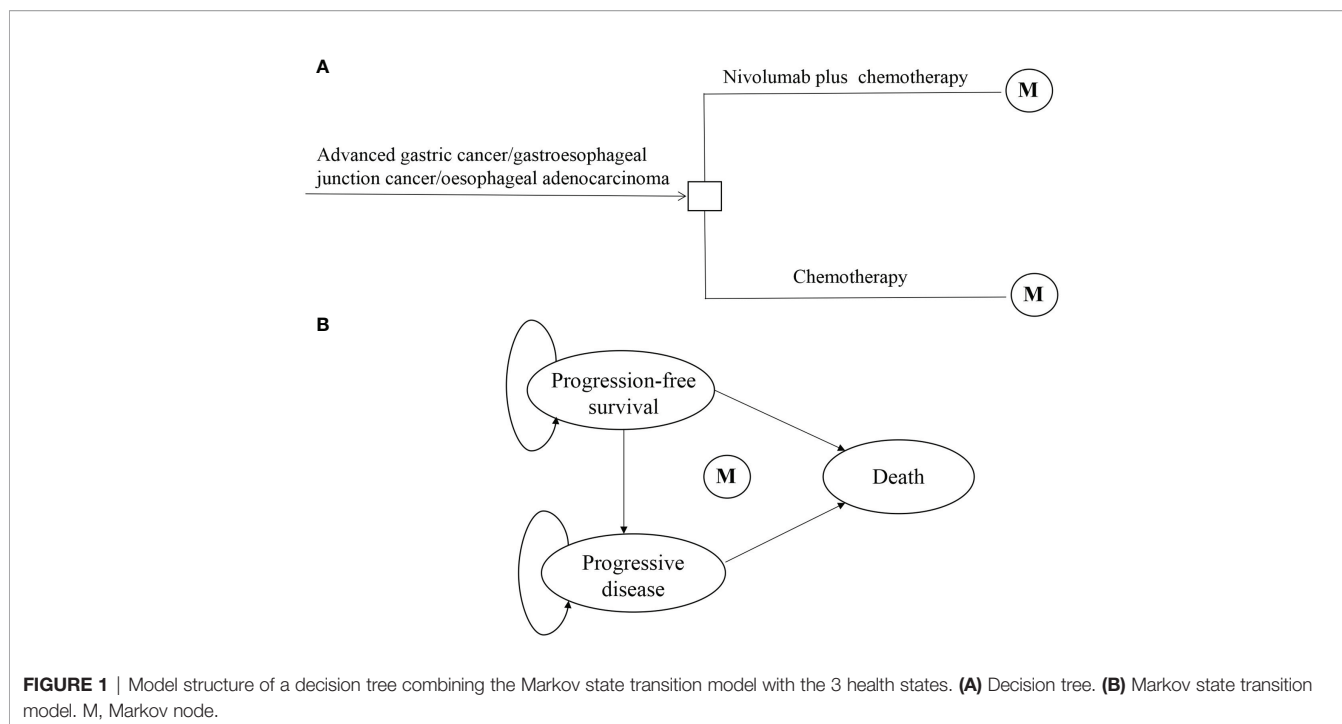 A
Nivolumab plus chemotherapy
M
Advanced gastric cancer/gastroesophageal
junction cancer/oesophageal adenocarcinoma
Chemotherapy
M
B
Progression-free
survival
M
Death
Progressive
disease
FIGURE 1 | Model structure of a decision tree combining the Markov state transition model with the 3 health states. (A) Decision tree. (B) Markov state transition
model. M, Markov node.